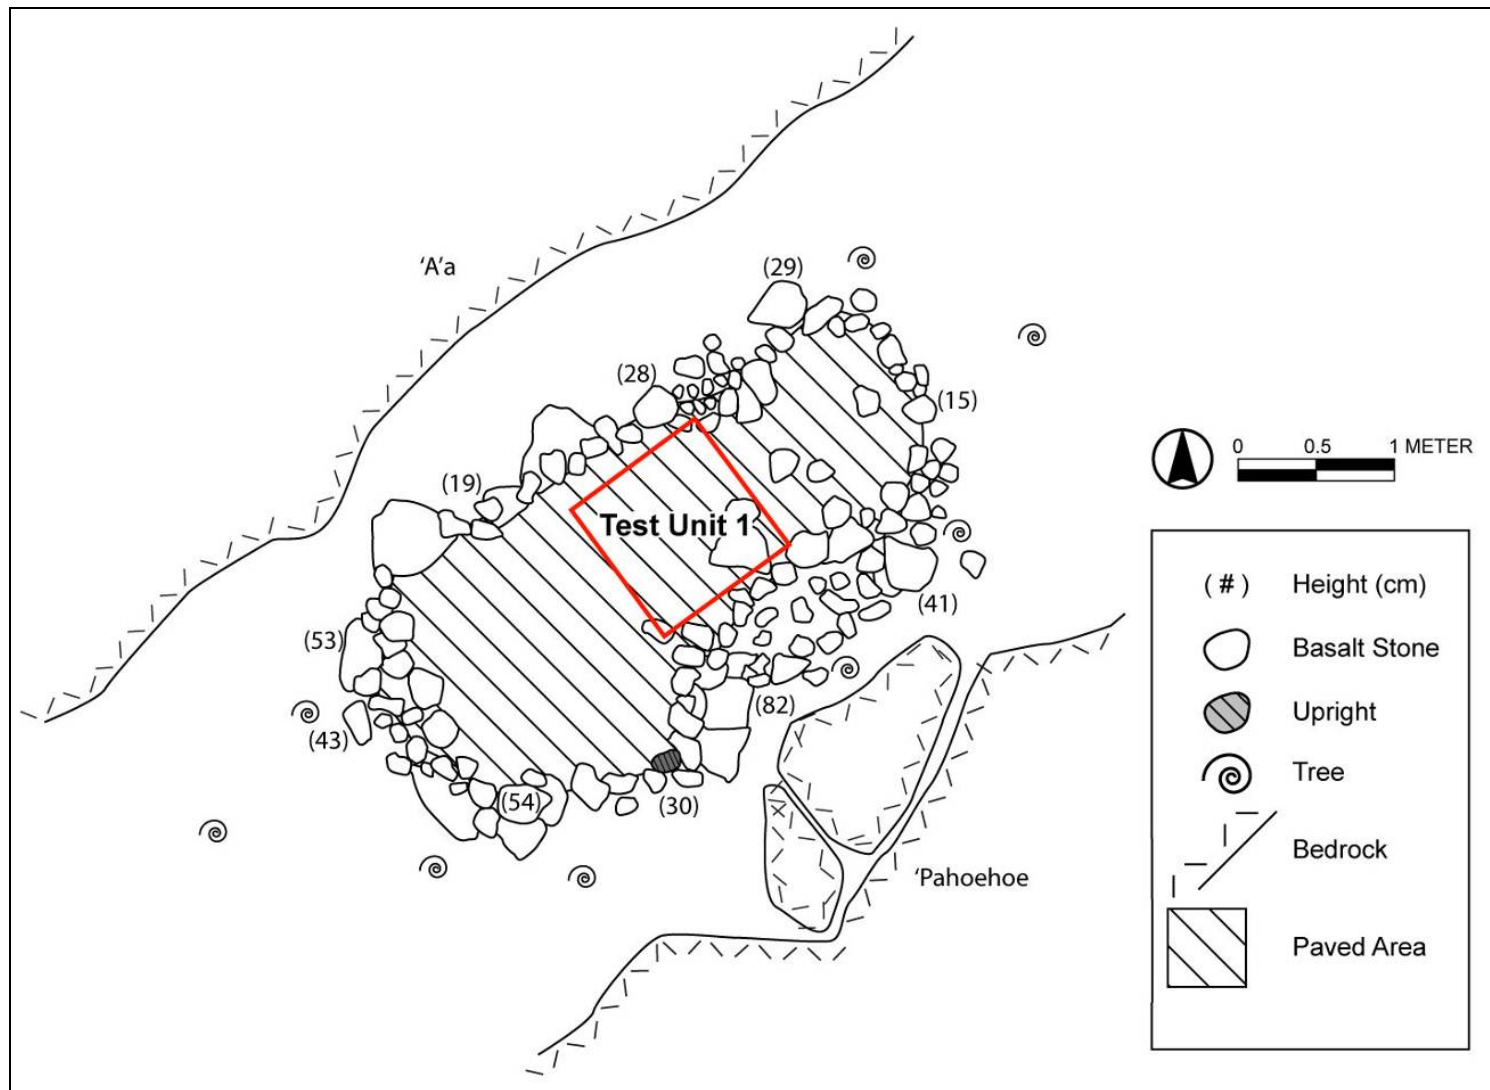 ‘A’a
(29)
(28)
(15)
(19)
Test Unit 1
(41)
(53)
(82)
(43)
(54)
(30)
‘Pahoehoe
0 0.5 1 METER
( # ) Height (cm)
Basalt Stone
Upright
Tree
Bedrock
Paved Area